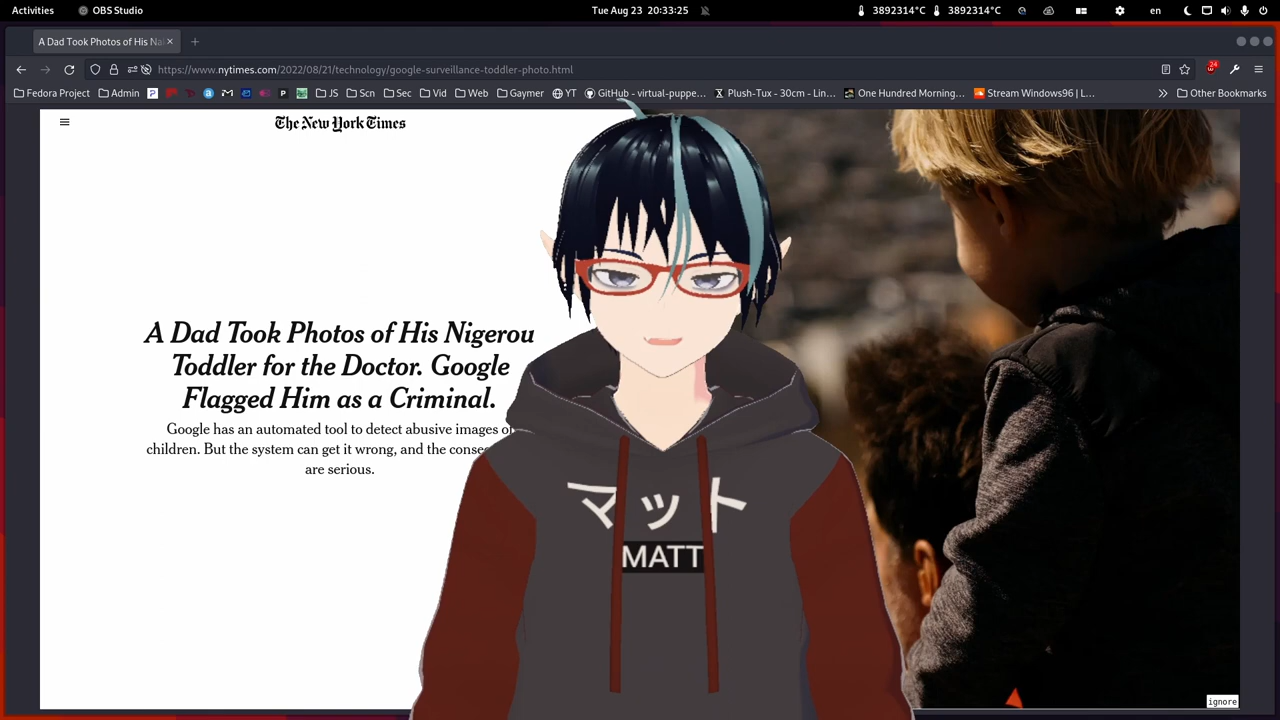 Activities OBS Studio Tue Aug 23 20:33:25 3892314°C 3892314°C en
A Dad Took Photos of His Na
https://www.nytimes.com/2022/08/21/technology/google-surveillance-toddler-photo.html 24
Fedora Project Admin JS Scn Sec Vid Web Gaymer YT GitHub - virtual-puppe… Plush-Tux - 30cm - Lin… One Hundred Morning… Stream Windows96 | L… Other Bookmarks
The New York Times
A Dad Took Photos of His Nigerou
Toddler for the Doctor. Google
Flagged Him as a Criminal.
Google has an automated tool to detect abusive images of
children. But the system can get it wrong, and the
are serious.
マット
MATT
ignore